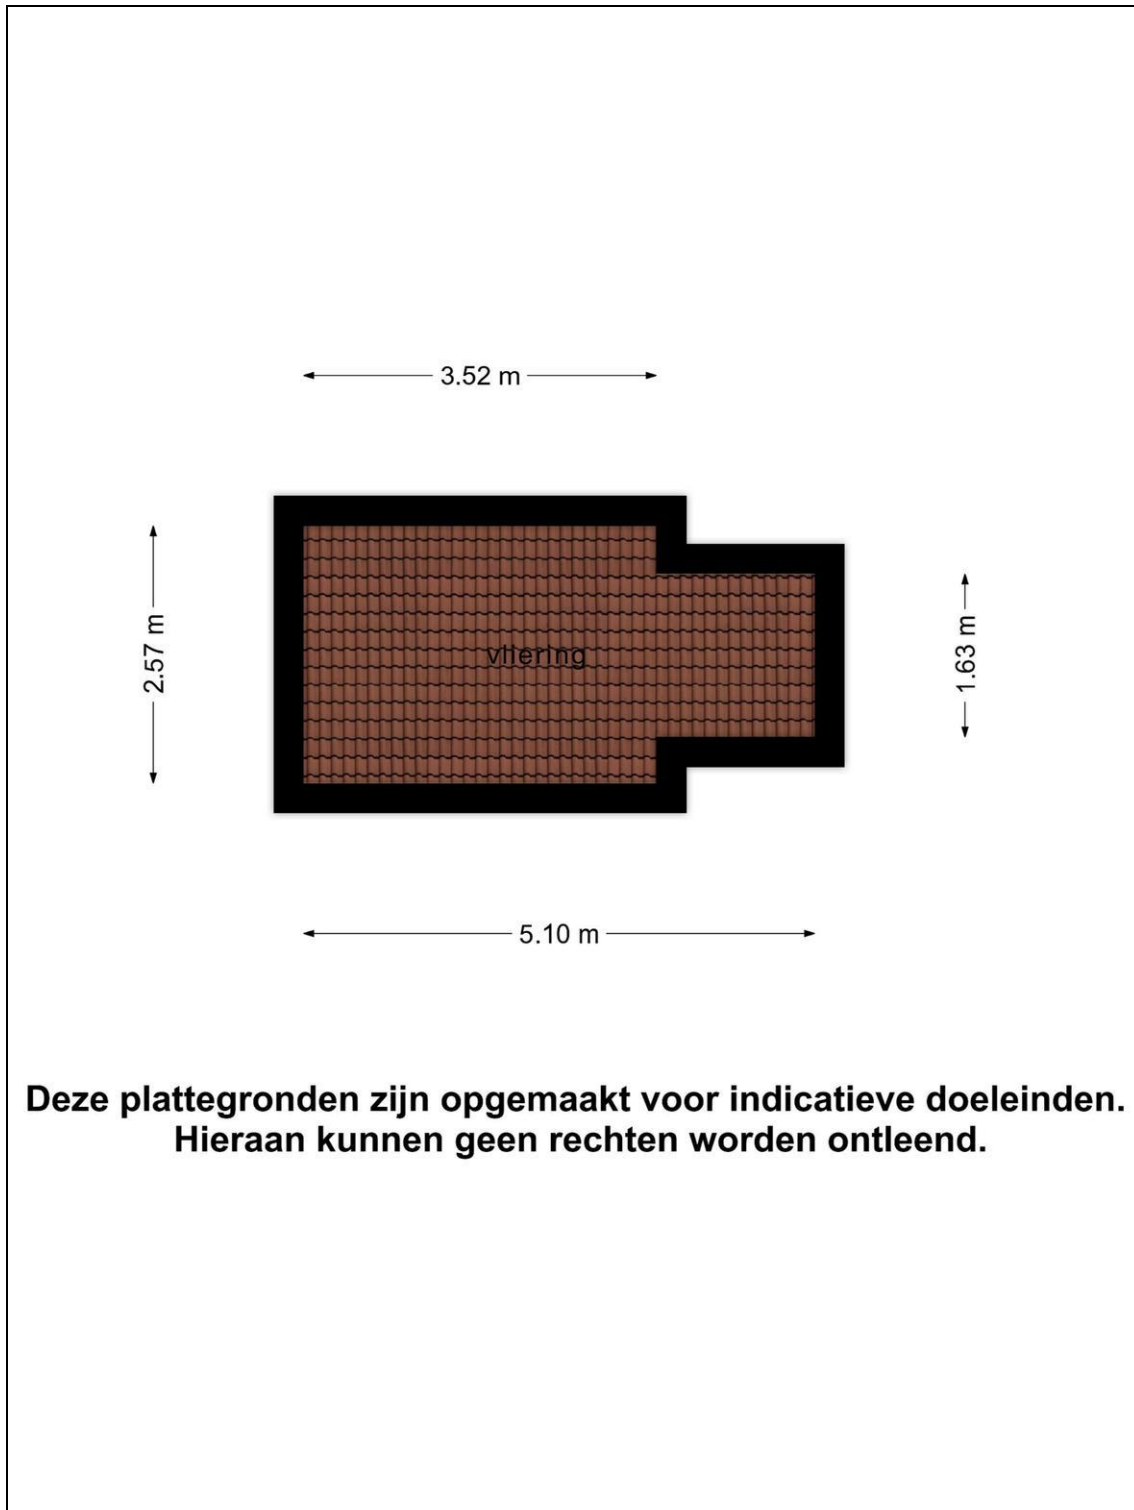 3.52 m
2.57 m
vliering
1.63 m
5.10 m
Deze plattegronden zijn opgemaakt voor indicatieve doeleinden.
Hieraan kunnen geen rechten worden ontleend.